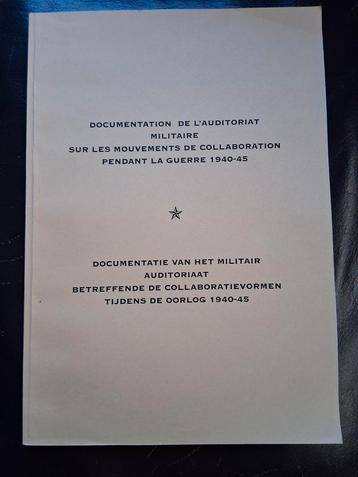 DOCUMENTATION DE L'AUDITORIAT
MILITAIRE
SUR LES MOUVEMENTS DE COLLABORATION
PENDANT LA GUERRE 1940-45
DOCUMENTATIE VAN HET MILITAIR
AUDITORIAAT
BETREFFENDE DE COLLABORATIEVORMEN
TIJDENS DE OORLOG 1940-45